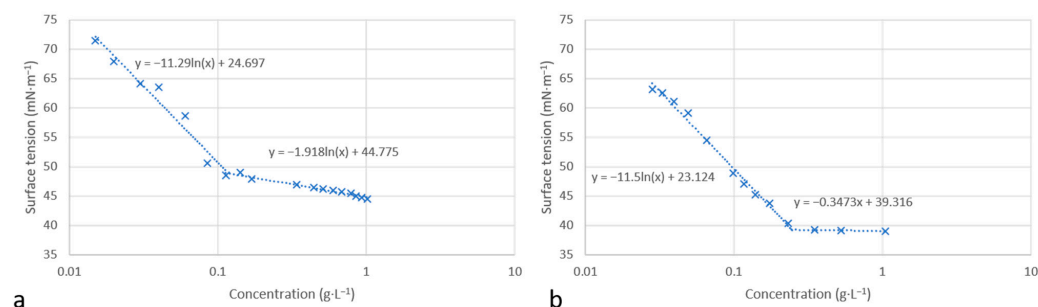 75
70
65
60
55
50
45
40
35
Surface tension (mN·m⁻¹)
y = −11.29ln(x) + 24.697
y = −1.918ln(x) + 44.775
0.01
0.1
1
10
Concentration (g·L⁻¹)
a
75
70
65
60
55
50
45
40
35
Surface tension (mN·m⁻¹)
y = −11.5ln(x) + 23.124
y = −0.3473x + 39.316
0.01
0.1
1
10
Concentration (g·L⁻¹)
b